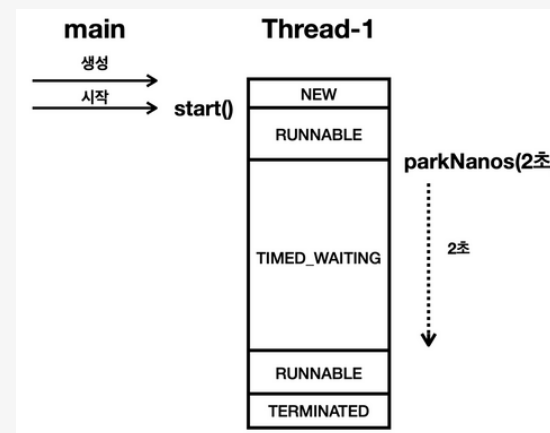 main
Thread-1
생성
시작
start()
NEW
RUNNABLE
parkNanos(2초
TIMED_WAITING
2초
RUNNABLE
TERMINATED